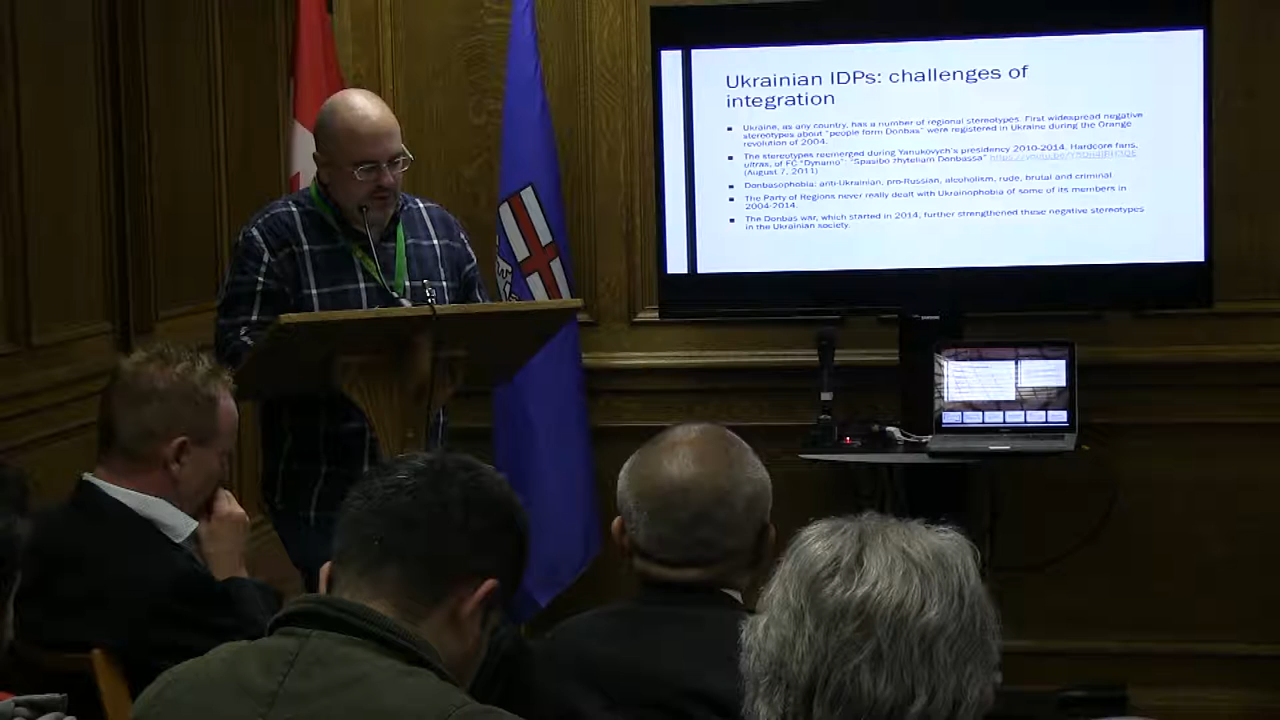 Ukrainian IDPs: challenges of
integration
Ukraine, as any country, has a number of regional stereotypes. First widespread negative
stereotypes about "people form Donbas" were registered in Ukraine during the Orange
revolution of 2004.
The stereotypes reemerged during Yanukovych's presidency 2010-2014. Hardcore fans,
ultras, of FC "Dynamo": "Spasibo zhyteliam Donbassa"
(August 7, 2011)
Donbasophobia: anti-Ukrainian, pro-Russian, alcoholism, rude, brutal and criminal.
The Party of Regions never really dealt with Ukrainophobia of some of its members in
2004-2014.
The Donbas war, which started in 2014, further strengthened these negative stereotypes
in the Ukrainian society.